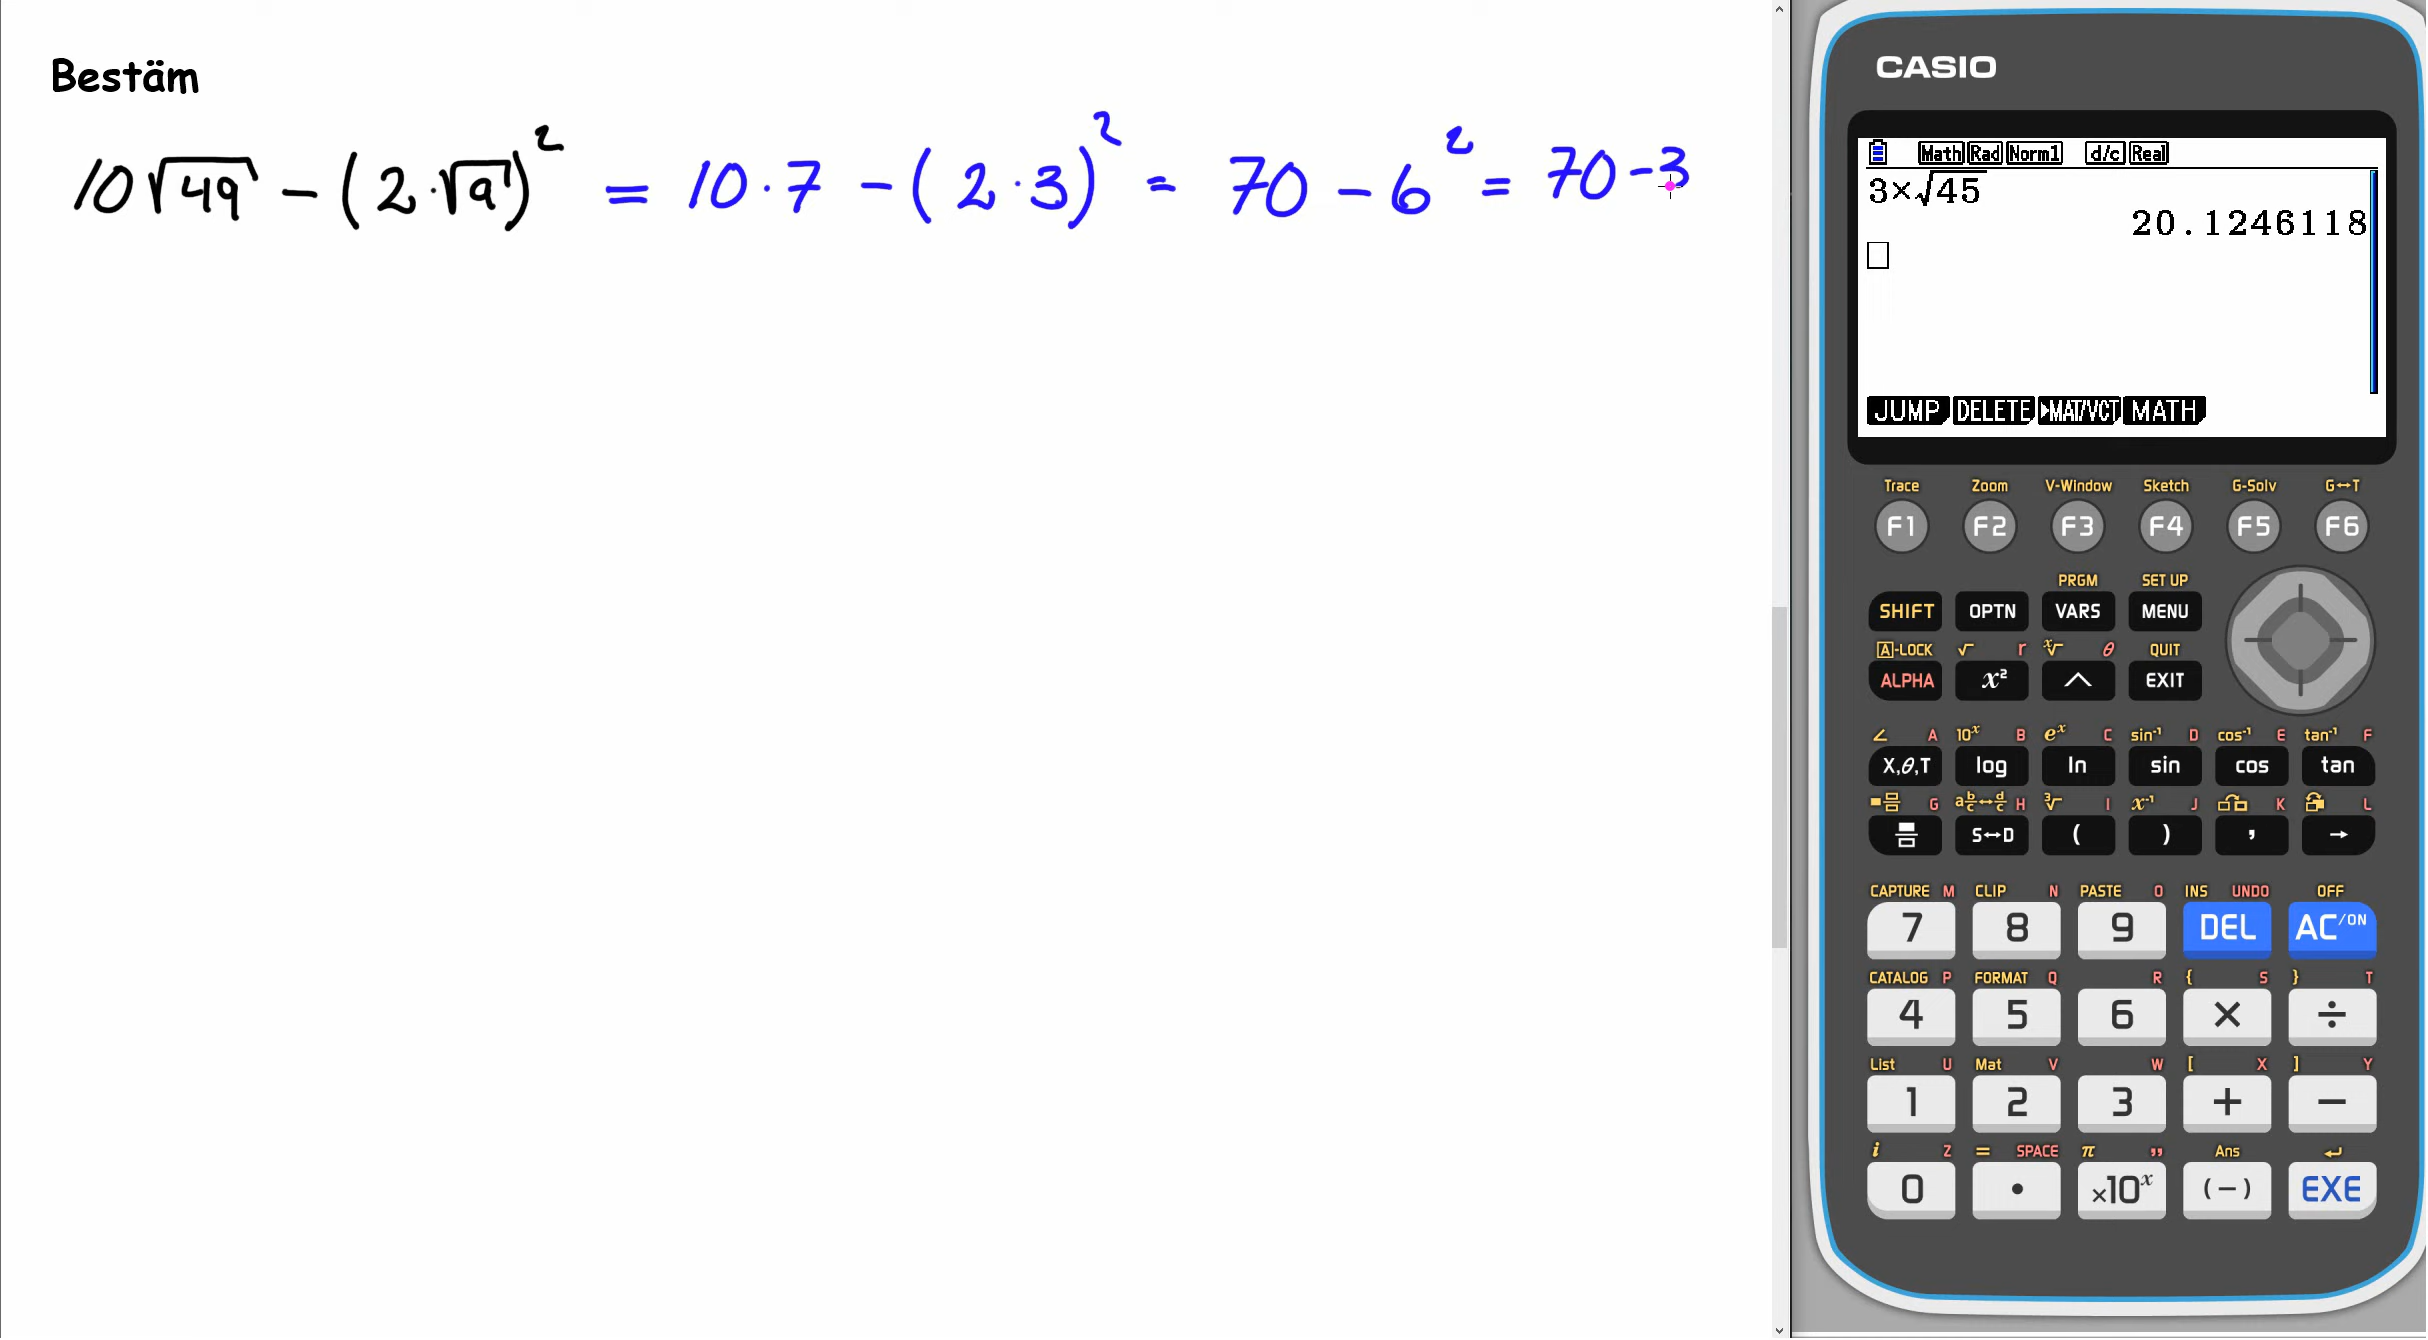 Bestäm
10√49 - (2·√9)² = 10·7 - (2·3)² = 70 - 6² = 70 - 3
CASIO
Math Rad Norm1 d/c Real
3×√45
20.1246118
JUMP DELETE ▶MAT/VCT MATH
Trace Zoom V-Window Sketch G-Solv G↔T
F1 F2 F3 F4 F5 F6
PRGM SET UP
SHIFT OPTN VARS MENU
A-LOCK √ r ˣ√ θ QUIT
ALPHA x² ^ EXIT
∠ A 10ˣ B eˣ C sin⁻¹ D cos⁻¹ E tan⁻¹ F
X,θ,T log ln sin cos tan
G a b/c↔d/c H ³√ I x⁻¹ J K L
S↔D ( ) , →
CAPTURE M CLIP N PASTE O INS UNDO OFF
7 8 9 DEL AC/ON
CATALOG P FORMAT Q R { S } T
4 5 6 × ÷
List U Mat V W [ X ] Y
1 2 3 + −
i Z = SPACE π " Ans ↵
0 • ×10ˣ (−) EXE